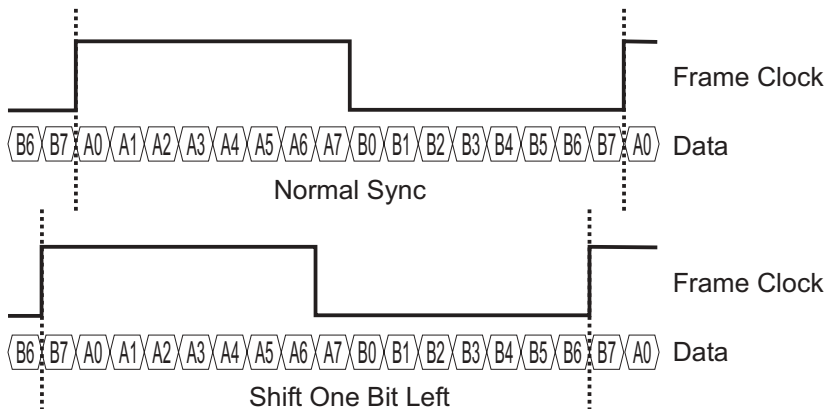 Frame Clock
B6 B7 A0 A1 A2 A3 A4 A5 A6 A7 B0 B1 B2 B3 B4 B5 B6 B7 A0 Data
Normal Sync
Frame Clock
B6 B7 A0 A1 A2 A3 A4 A5 A6 A7 B0 B1 B2 B3 B4 B5 B6 B7 A0 Data
Shift One Bit Left